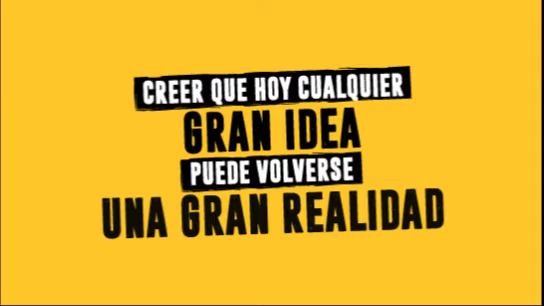 CREER QUE HOY CUALQUIER
GRAN IDEA
PUEDE VOLVERSE
UNA GRAN REALIDAD